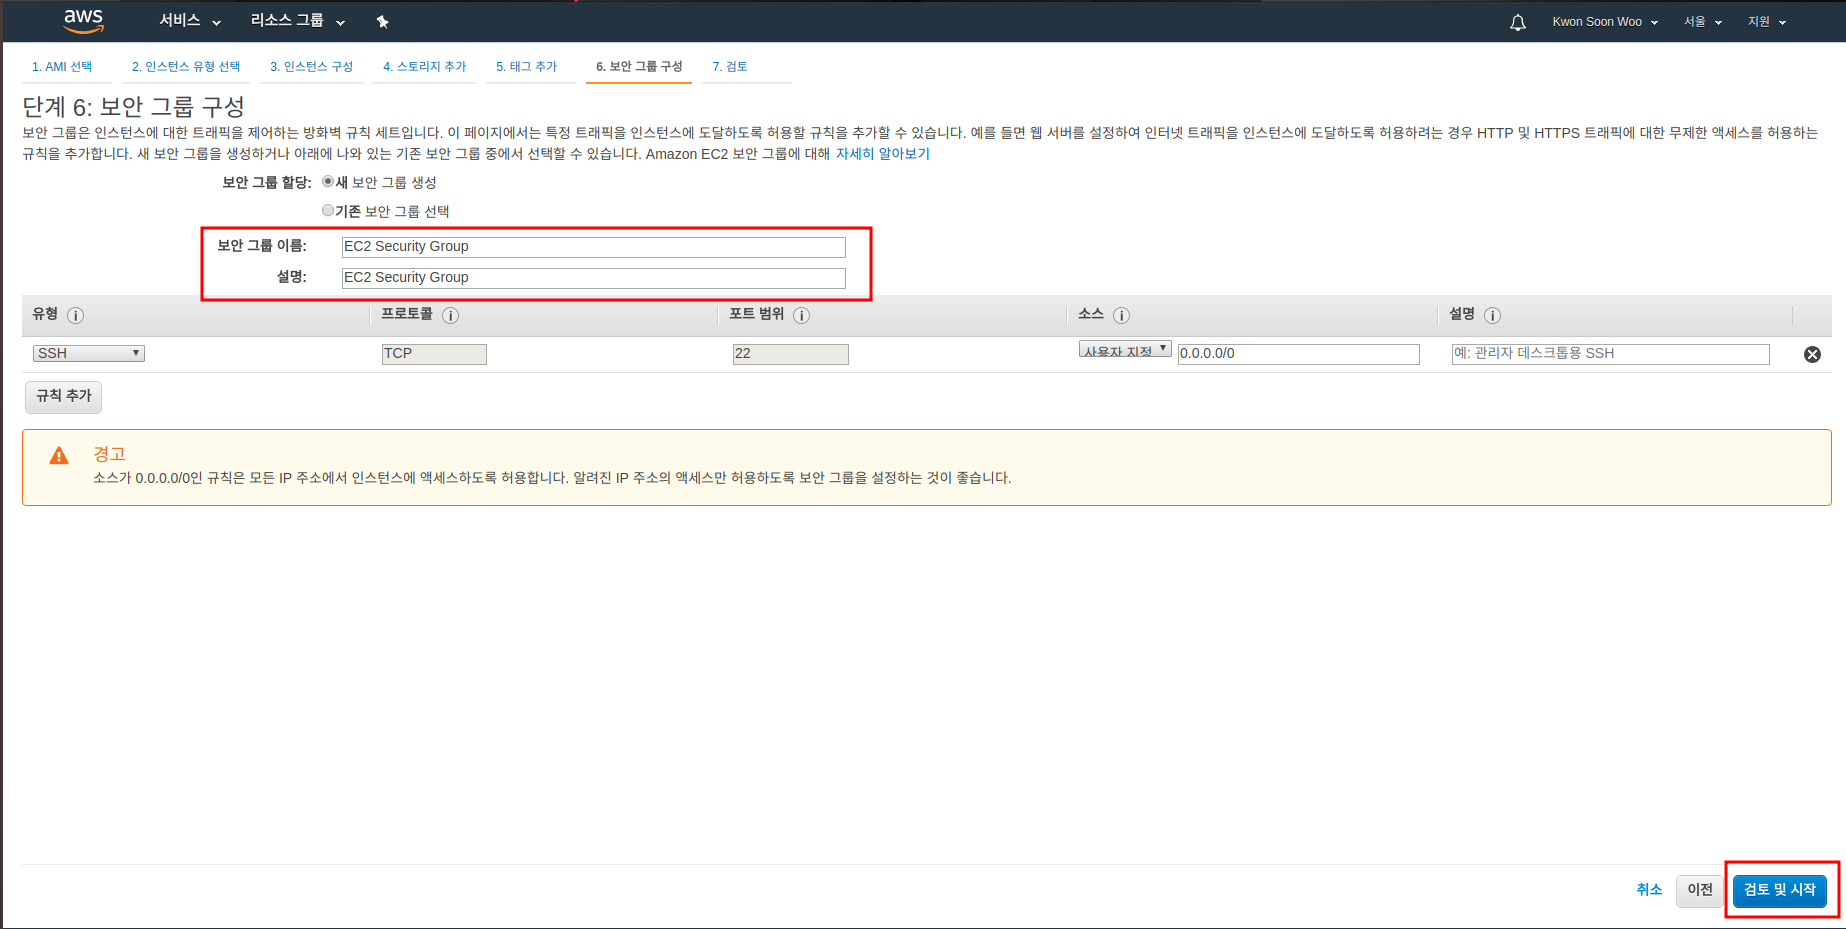 aws 서비스 리소스 그룹 Kwon Soon Woo 서울 지원
1. AMI 선택 2. 인스턴스 유형 선택 3. 인스턴스 구성 4. 스토리지 추가 5. 태그 추가 6. 보안 그룹 구성 7. 검토
단계 6: 보안 그룹 구성
보안 그룹은 인스턴스에 대한 트래픽을 제어하는 방화벽 규칙 세트입니다. 이 페이지에서는 특정 트래픽을 인스턴스에 도달하도록 허용할 규칙을 추가할 수 있습니다. 예를 들면 웹 서버를 설정하여 인터넷 트래픽을 인스턴스에 도달하도록 허용하려는 경우 HTTP 및 HTTPS 트래픽에 대한 무제한 액세스를 허용하는
규칙을 추가합니다. 새 보안 그룹을 생성하거나 아래에 나와 있는 기존 보안 그룹 중에서 선택할 수 있습니다. Amazon EC2 보안 그룹에 대해 자세히 알아보기
보안 그룹 할당: 새 보안 그룹 생성
기존 보안 그룹 선택
보안 그룹 이름: EC2 Security Group
설명: EC2 Security Group
유형 프로토콜 포트 범위 소스 설명
SSH TCP 22 사용자 지정 0.0.0.0/0 예: 관리자 데스크톱용 SSH
규칙 추가
경고
소스가 0.0.0.0/0인 규칙은 모든 IP 주소에서 인스턴스에 액세스하도록 허용합니다. 알려진 IP 주소의 액세스만 허용하도록 보안 그룹을 설정하는 것이 좋습니다.
취소 이전 검토 및 시작